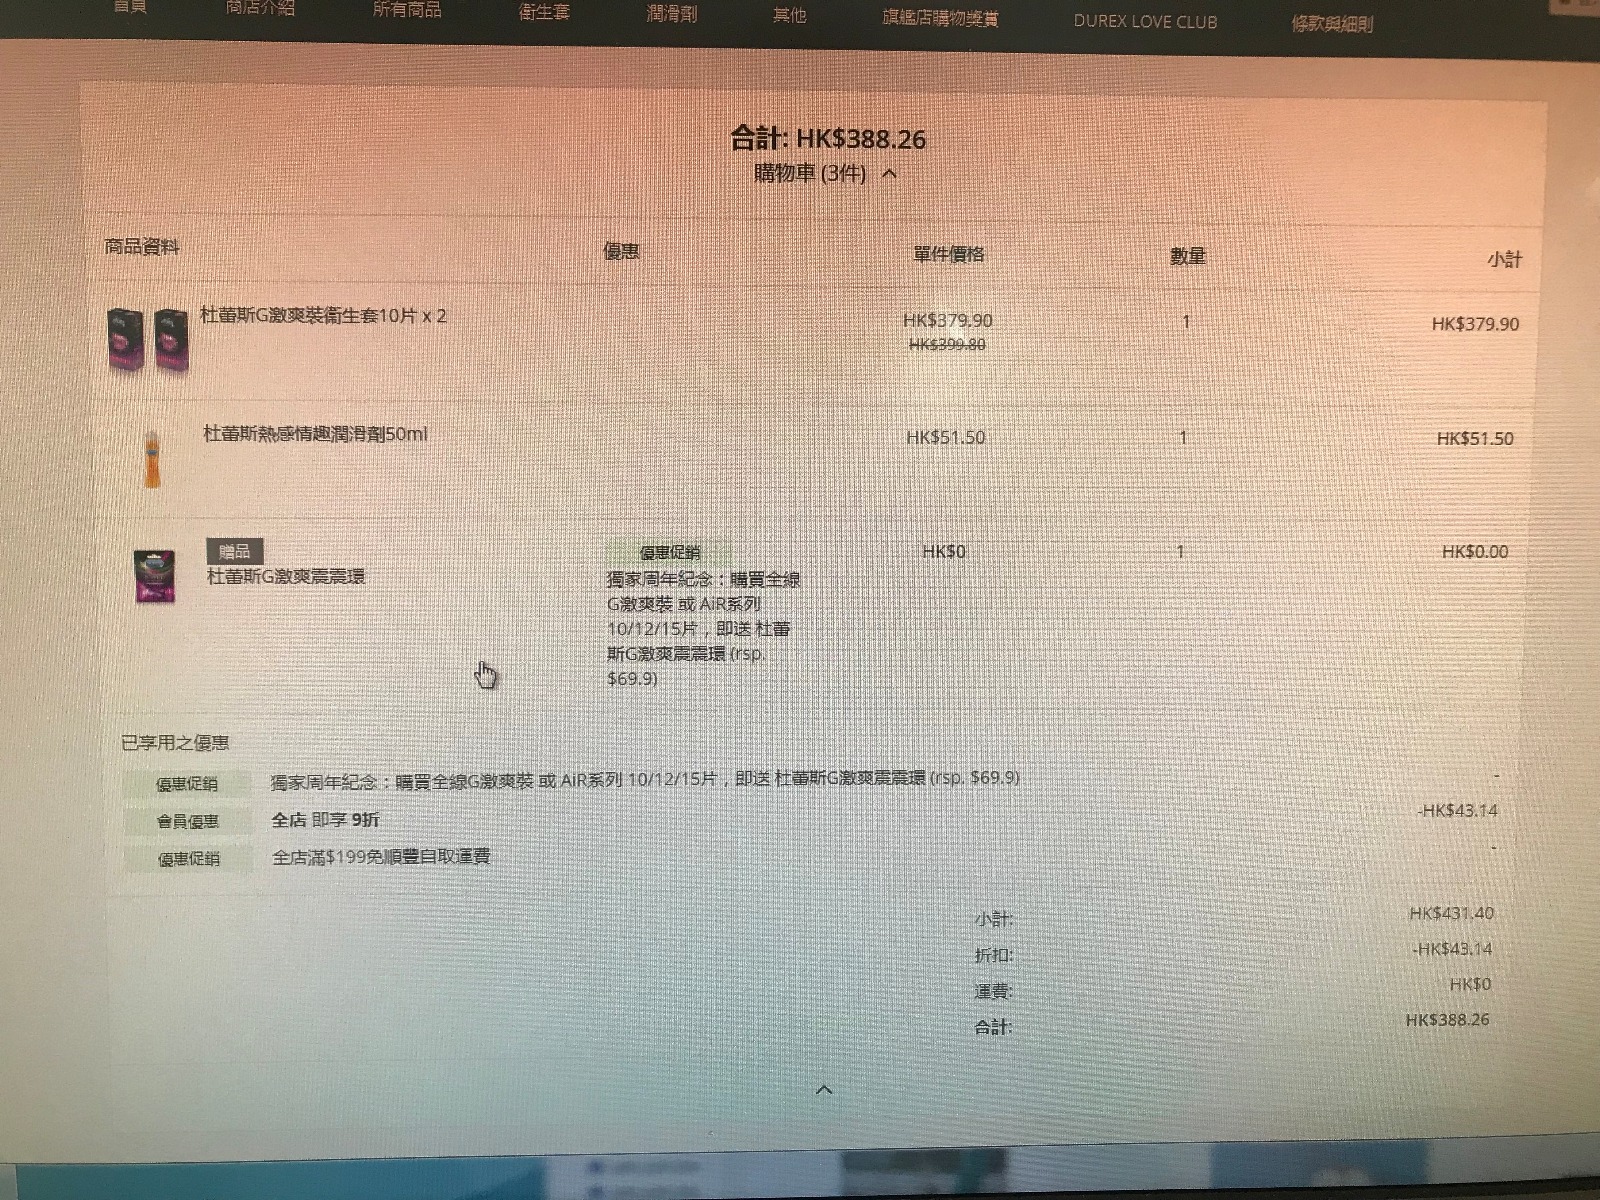 首頁 商店介紹 所有商品 衛生套 潤滑劑 其他 旗艦店購物獎賞 DUREX LOVE CLUB 條款與細則
合計: HK$388.26
購物車 (3件)
商品資料 優惠 單件價格 數量 小計
杜蕾斯G激爽裝衛生套10片 x 2 HK$379.90 1 HK$379.90
HK$399.80
杜蕾斯熱感情趣潤滑劑50ml HK$51.50 1 HK$51.50
贈品 優惠促銷 HK$0 1 HK$0.00
杜蕾斯G激爽震震環 獨家周年紀念：購買全線
G激爽裝 或 AiR系列
10/12/15片，即送 杜蕾
斯G激爽震震環 (rsp.
$69.9)
已享用之優惠
優惠促銷 獨家周年紀念：購買全線G激爽裝 或 AiR系列 10/12/15片，即送 杜蕾斯G激爽震震環 (rsp. $69.9) -
會員優惠 全店 即享 9折 -HK$43.14
優惠促銷 全店滿$199免順豐自取運費 -
小計: HK$431.40
折扣: -HK$43.14
運費: HK$0
合計: HK$388.26